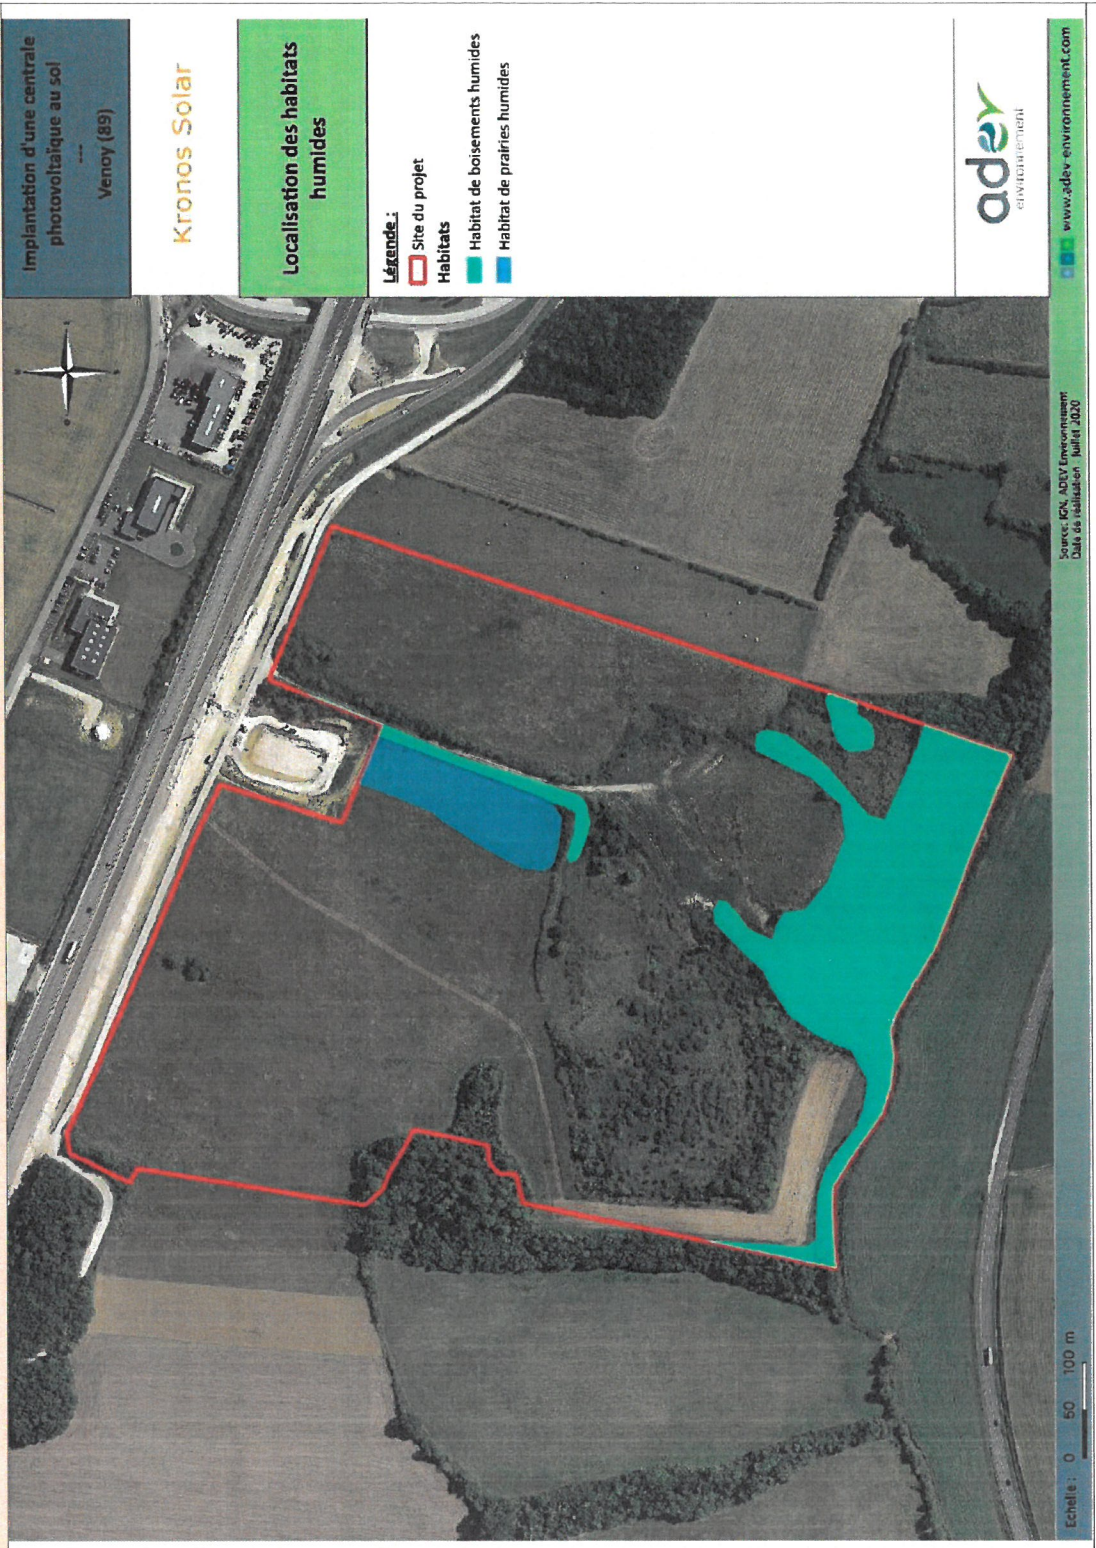 Implantation d'une centrale
photovoltaïque au sol
---
Venoy (89)
Kronos Solar
Localisation des habitats
humides
Légende :
Site du projet
Habitats
Habitat de boisements humides
Habitat de prairies humides
adev
environnement
Echelle : 0 50 100 m
Source: IGN, ADEV Environnement
Date de réalisation : Juillet 2020
www.adev-environnement.com